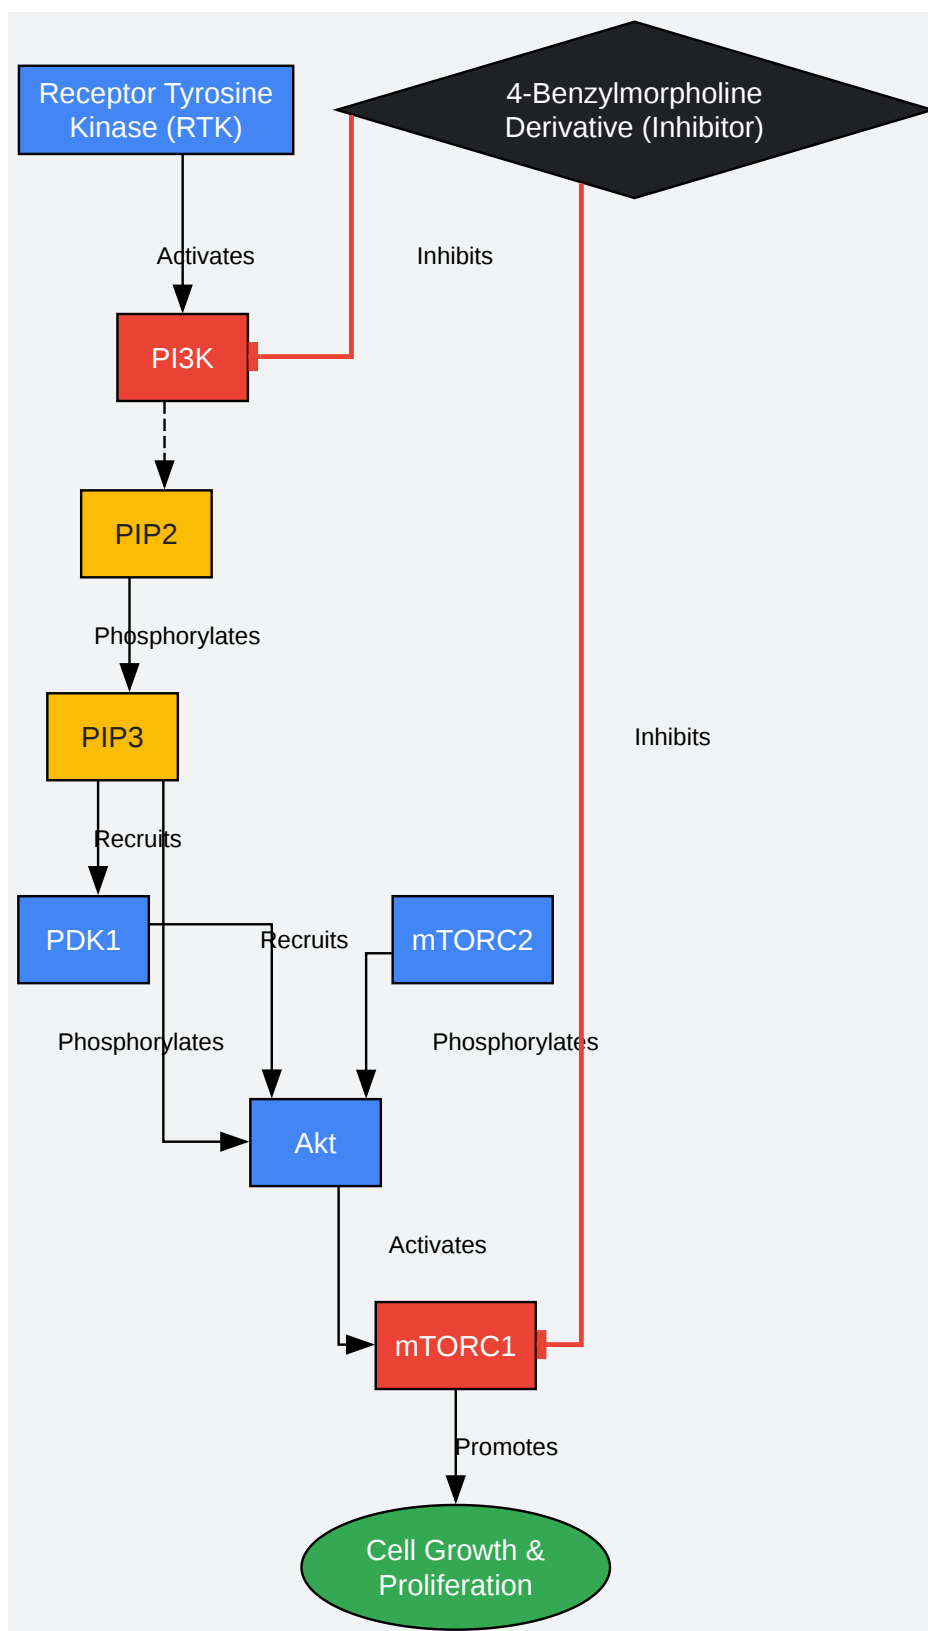 Receptor Tyrosine
Kinase (RTK)
4-Benzylmorpholine
Derivative (Inhibitor)
Activates
Inhibits
PI3K
PIP2
Phosphorylates
PIP3
Inhibits
Recruits
PDK1
Recruits
mTORC2
Phosphorylates
Phosphorylates
Akt
Activates
mTORC1
Promotes
Cell Growth &
Proliferation